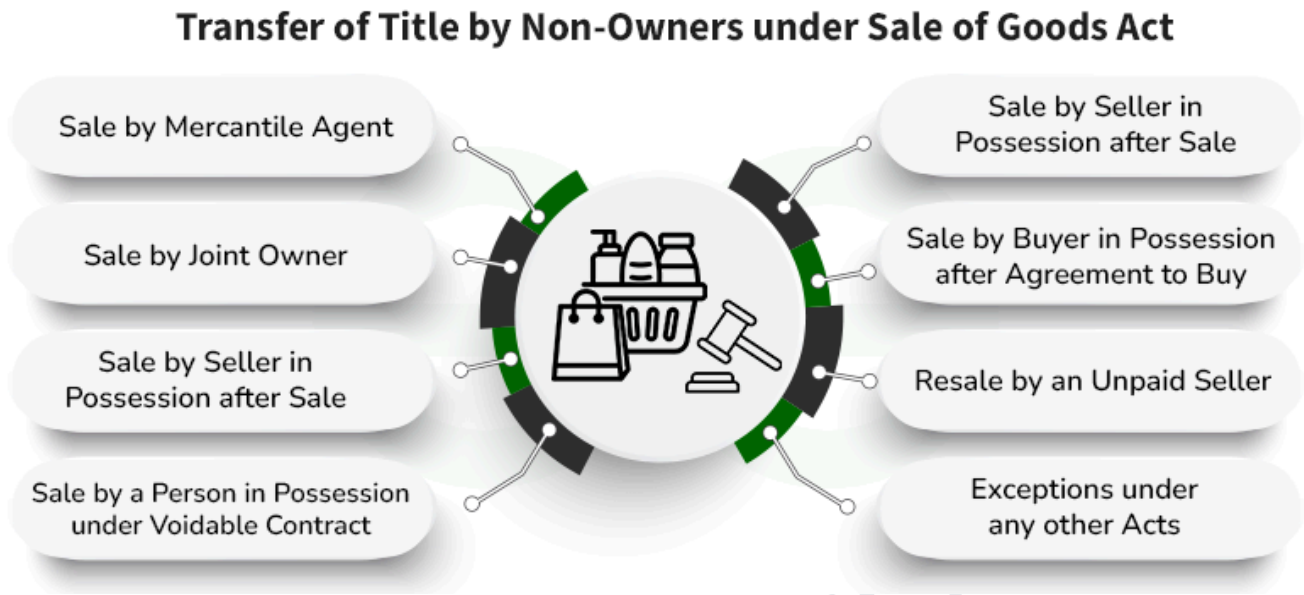 Transfer of Title by Non-Owners under Sale of Goods Act
Sale by Mercantile Agent
Sale by Joint Owner
Sale by Seller in
Possession after Sale
Sale by a Person in Possession
under Voidable Contract
Sale by Seller in
Possession after Sale
Sale by Buyer in Possession
after Agreement to Buy
Resale by an Unpaid Seller
Exceptions under
any other Acts